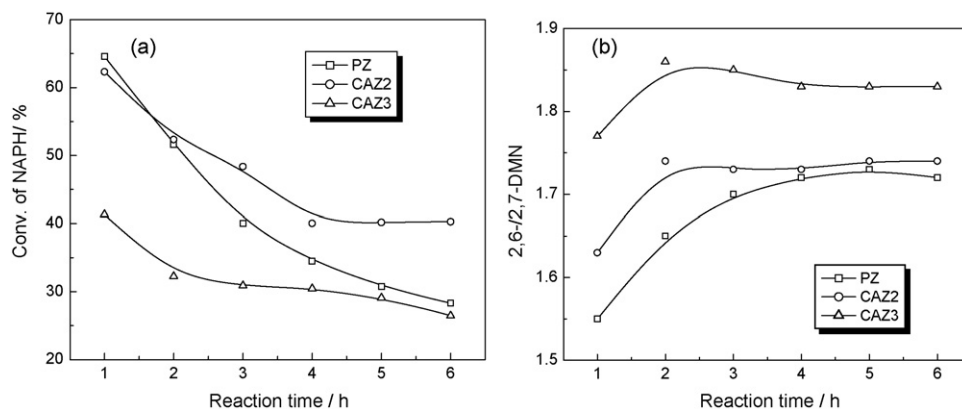 (a)
PZ
CAZ2
CAZ3
Conv. of NAPH/ %
70
60
50
40
30
20
1 2 3 4 5 6
Reaction time / h
(b)
2,6-/2,7-DMN
1.9
1.8
1.7
1.6
1.5
PZ
CAZ2
CAZ3
1 2 3 4 5 6
Reaction time / h